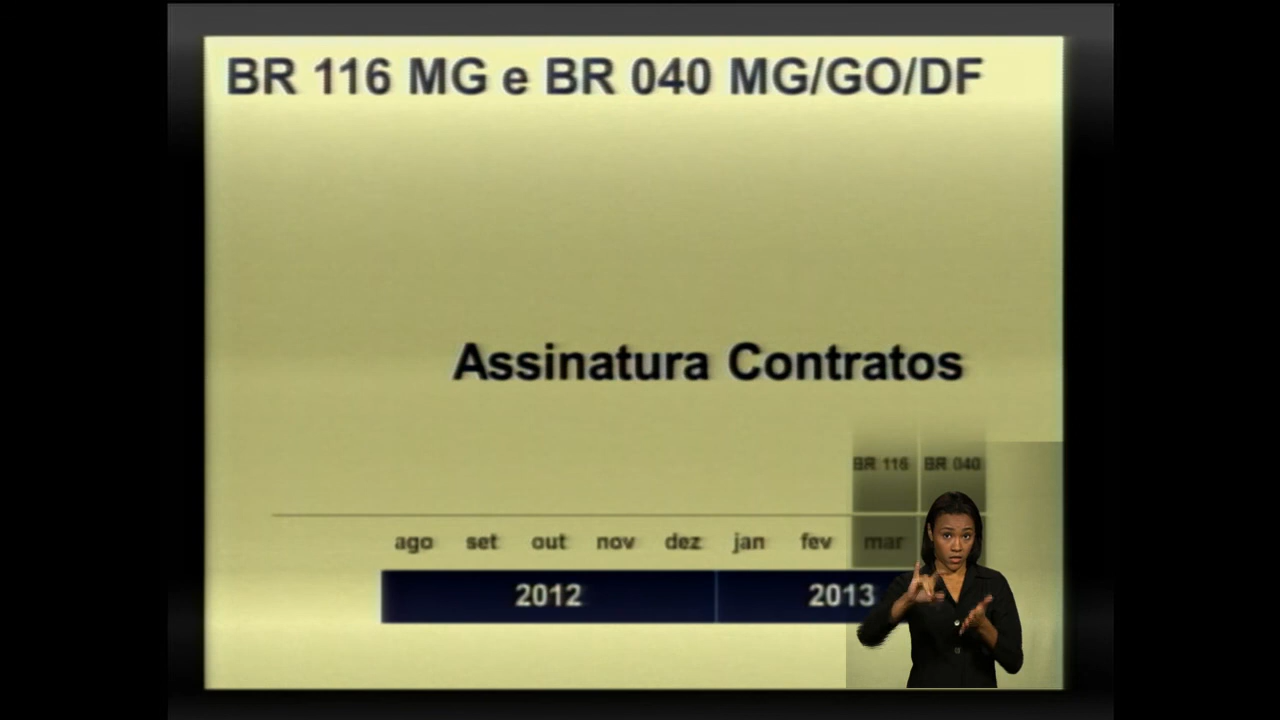 BR 116 MG e BR 040 MG/GO/DF
Assinatura Contratos
BR 116 BR 040
ago set out nov dez jan fev mar
2012 2013